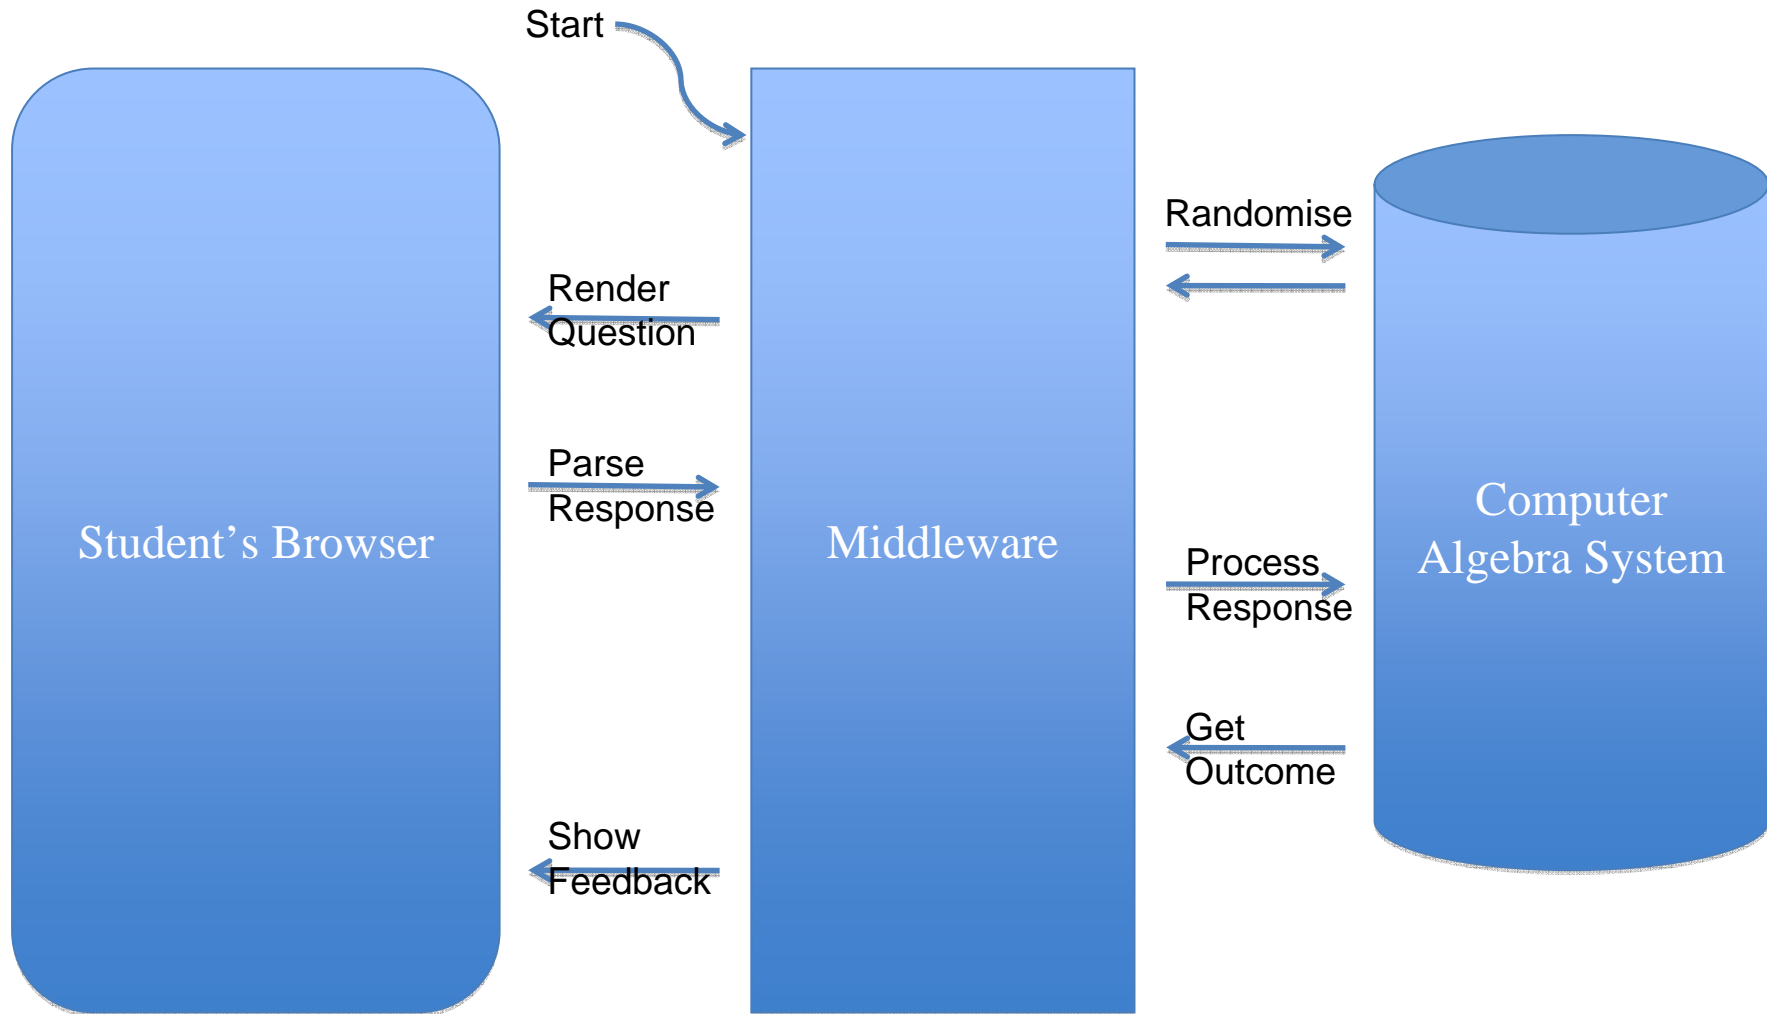 Start
Randomise
Render
Question
Parse
Response
Student’s Browser
Middleware
Computer
Algebra System
Process
Response
Get
Outcome
Show
Feedback